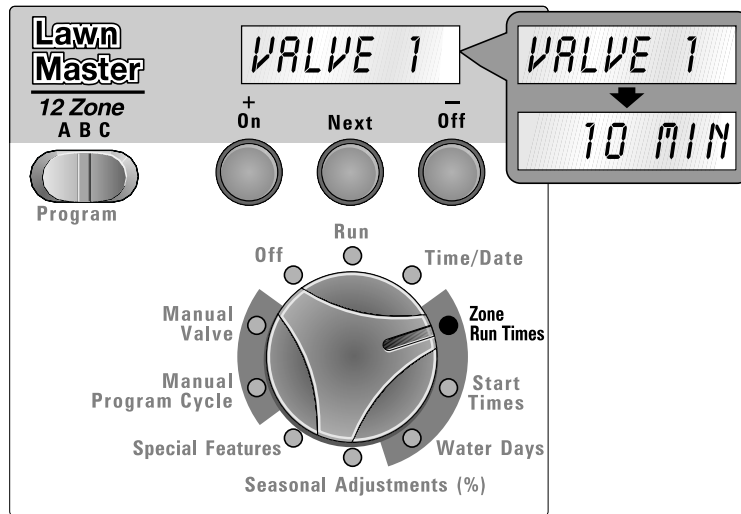 Lawn
Master
12 Zone
A B C
Program
VALVE 1
VALVE 1
10 MIN
+
On
Next
–
Off
Run
Off
Time/Date
Manual
Valve
Zone
Run Times
Manual
Program Cycle
Start
Times
Special Features
Water Days
Seasonal Adjustments (%)